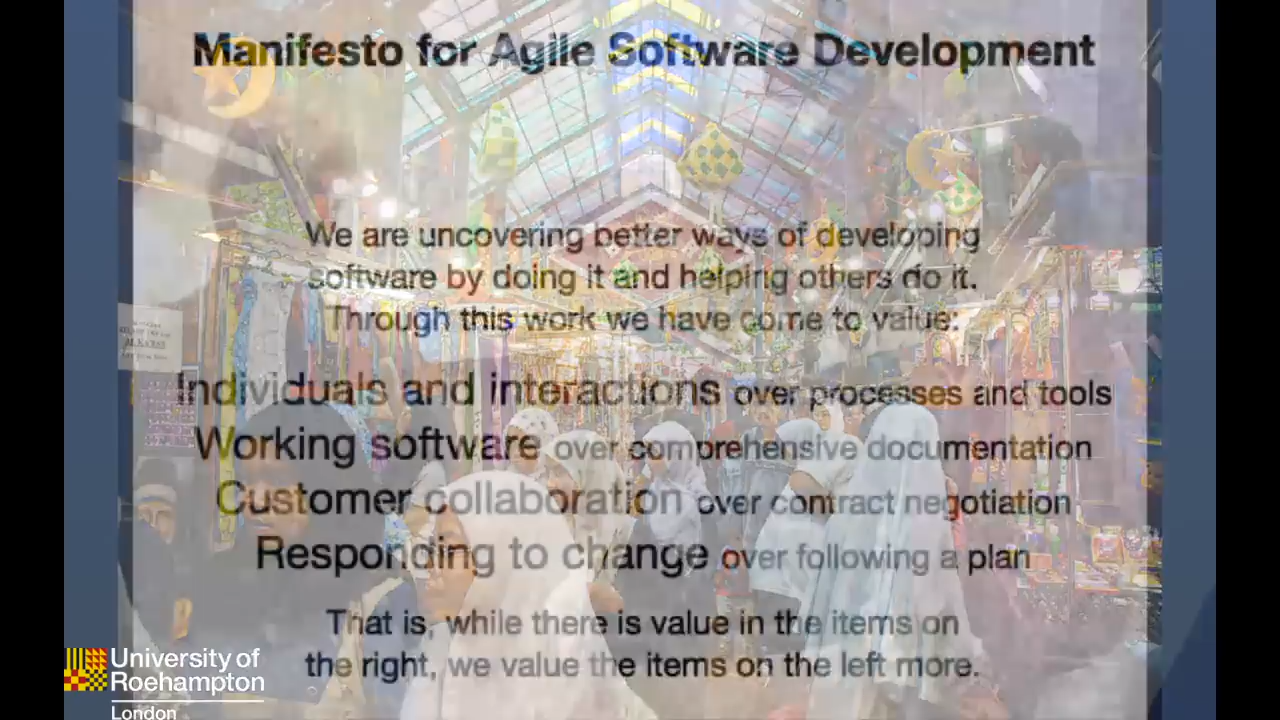 Manifesto for Agile Software Development
We are uncovering better ways of developing
software by doing it and helping others do it.
Through this work we have come to value:
Individuals and interactions over processes and tools
Working software over comprehensive documentation
Customer collaboration over contract negotiation
Responding to change over following a plan
That is, while there is value in the items on
the right, we value the items on the left more.
University of
Roehampton
London